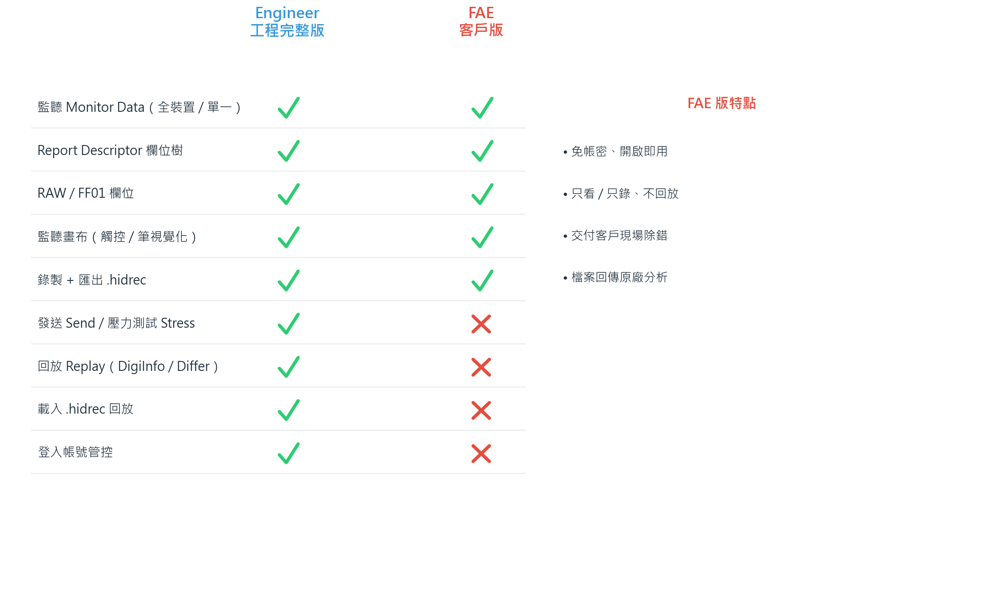 Engineer
工程完整版
FAE
客戶版
監聽 Monitor Data（全裝置 / 單一）
Report Descriptor 欄位樹
RAW / FF01 欄位
監聽畫布（觸控 / 筆視覺化）
錄製 + 匯出 .hidrec
發送 Send / 壓力測試 Stress
回放 Replay（DigiInfo / Differ）
載入 .hidrec 回放
登入帳號管控
FAE 版特點
• 免帳密、開啟即用
• 只看 / 只錄、不回放
• 交付客戶現場除錯
• 檔案回傳原廠分析